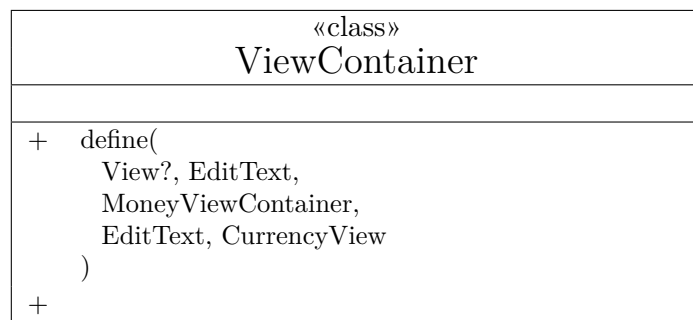 «class»
ViewContainer
+ define(
View?, EditText,
MoneyViewContainer,
EditText, CurrencyView
)
+